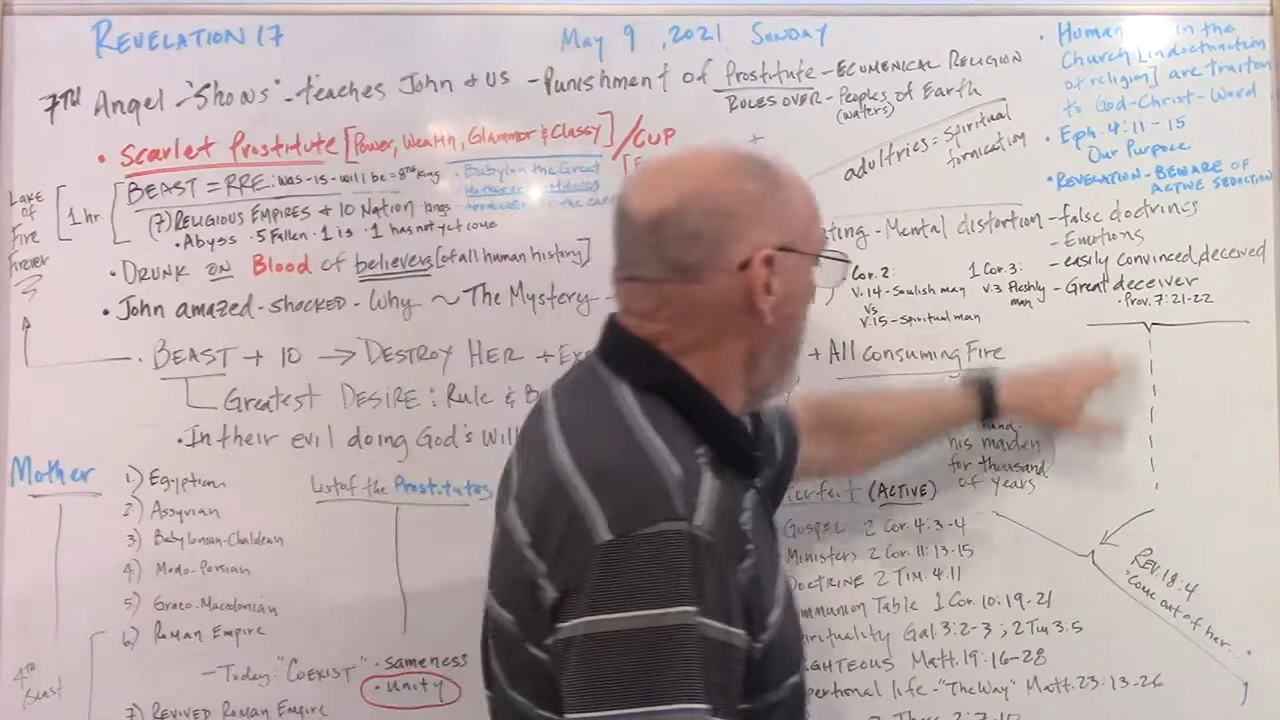 REVELATION 17
May 9, 2021 SUNDAY
7TH Angel-"Shows"-teaches John & US -Punishment of Prostitute-ECUMENICAL RELIGION
RULES OVER-Peoples of Earth
(waters)
• Scarlet Prostitute [Power, Wealth, Glammor & Classy] / CUP
BEAST = RRE: was-is-will be = 8TH King
• Babylon the Great
(7) RELIGIOUS EMPIRES + 10 Nation kings
• Abyss • 5 Fallen • 1 is • 1 has not yet come
Lake
of
Fire
Firever
1 hr
• DRUNK ON Blood of believers [of all human history]
• John amazed-shocked-Why ~ The Mystery -
• BEAST + 10 → DESTROY HER +
+ All Consuming Fire
Greatest DESIRE: Rule &
• In their evil doing God's Will
his maiden
for thousand
of years
adultries = spiritual
fornication
-Mental distortion -false doctrines
-Emotions
-easily convinced, deceived
-Great deceiver
• Prov. 7:21-22
Cor. 2:
v.14-Soulish man
vs
v.15-Spiritual man
1 Cor. 3:
v.3 Fleshly
man
• Human in the
Church [indoctrination
of religion] are traitors
to God-Christ-Word
• Eph. 4:11-15
Our Purpose
• REVELATION-BEWARE OF
ACTIVE SEDUCTION
Mother
1) Egyptian
2) Assyrian
3) Babylonian-Chaldean
4) Medo-Persian
5) Graeco-Macedonian
6) Roman Empire
-Today: "COEXIST" • sameness
• unity
7) REVIVED ROMAN EMPIRE
4TH
Beast
List of the Prostitutes
(ACTIVE)
GOSPEL 2 Cor. 4:3-4
Ministers 2 Cor. 11:13-15
DOCTRINE 2 TIM. 4:11
Table 1 Cor. 10:19-21
Gal. 3:2-3; 2 Tim 3:5
Matt. 19:16-28
life-"The Way" Matt. 23:13-26
REV. 18:4
"Come out of her...